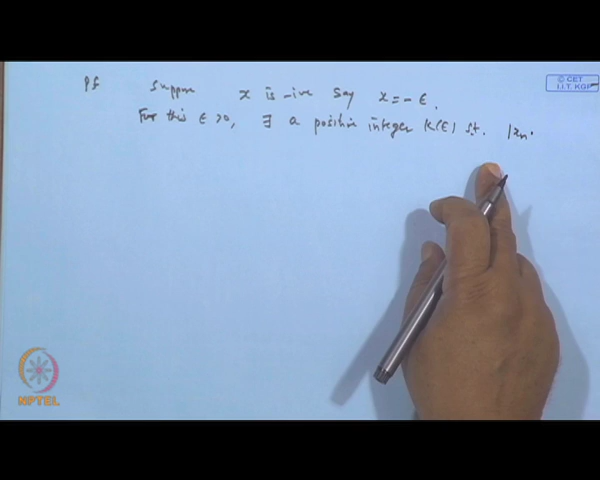 Pf Suppose x is -ive say x = - ε.
For this ε >0, ∃ a positive integer K(ε) s.t. |xn
© CET
I.I.T. KGP
NPTEL